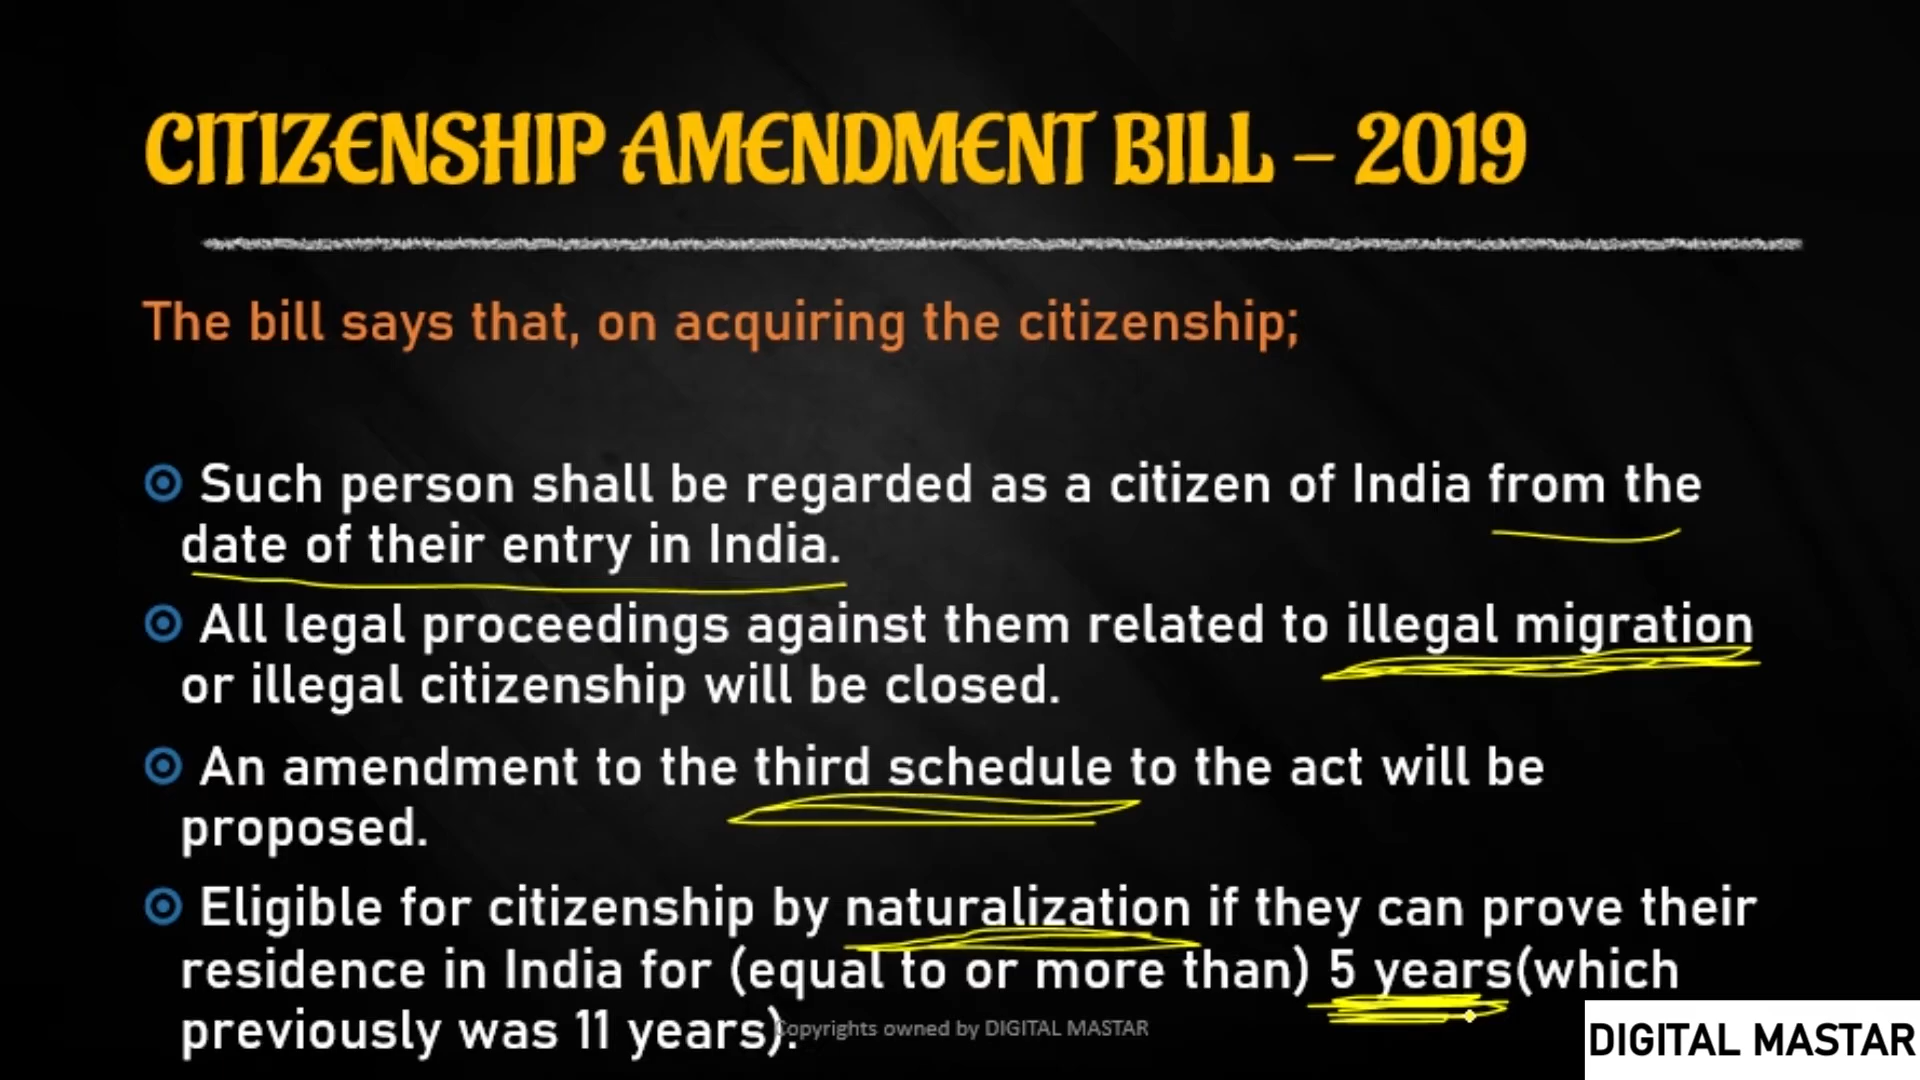 CITIZENSHIP AMENDMENT BILL – 2019
The bill says that, on acquiring the citizenship;
Such person shall be regarded as a citizen of India from the
date of their entry in India.
All legal proceedings against them related to illegal migration
or illegal citizenship will be closed.
An amendment to the third schedule to the act will be
proposed.
Eligible for citizenship by naturalization if they can prove their
residence in India for (equal to or more than) 5 years(which
previously was 11 years).
Copyrights owned by DIGITAL MASTAR
DIGITAL MASTAR